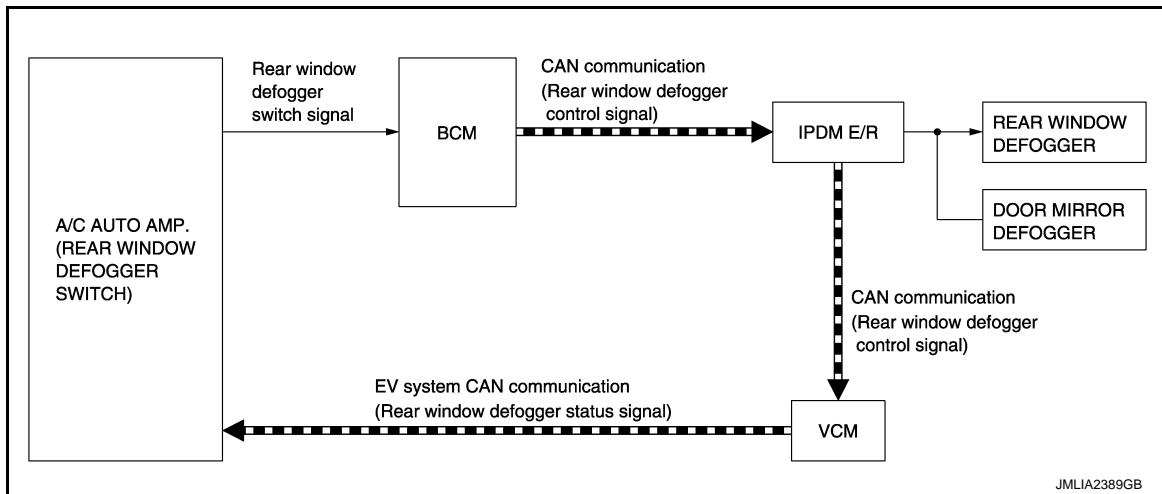 A/C AUTO AMP.
(REAR WINDOW
DEFOGGER
SWITCH)
Rear window
defogger
switch signal
BCM
CAN communication
(Rear window defogger
control signal)
IPDM E/R
REAR WINDOW
DEFOGGER
DOOR MIRROR
DEFOGGER
CAN communication
(Rear window defogger
control signal)
VCM
EV system CAN communication
(Rear window defogger status signal)
JMLIA2389GB